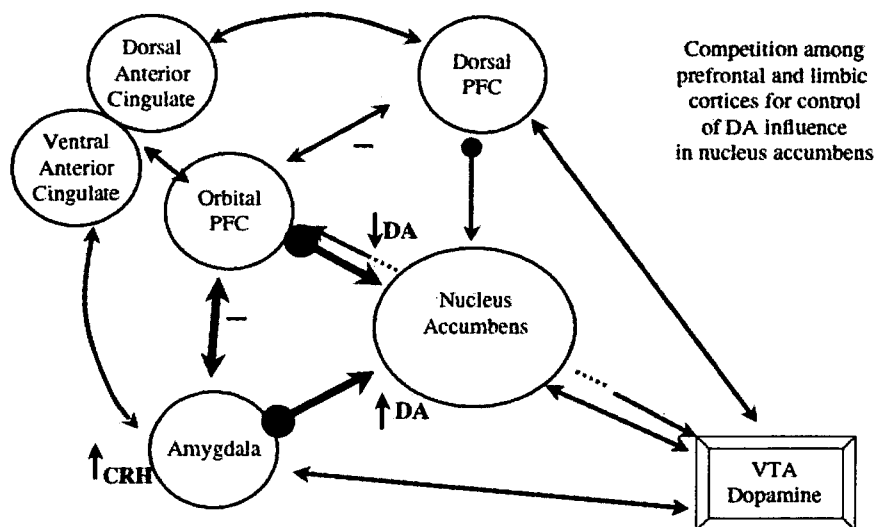 Dorsal
Anterior
Cingulate
Ventral
Anterior
Cingulate
Dorsal
PFC
Competition among
prefrontal and limbic
cortices for control
of DA influence
in nucleus accumbens
Orbital
PFC
↓DA
Nucleus
Accumbens
↑DA
Amygdala
↑CRH
VTA
Dopamine